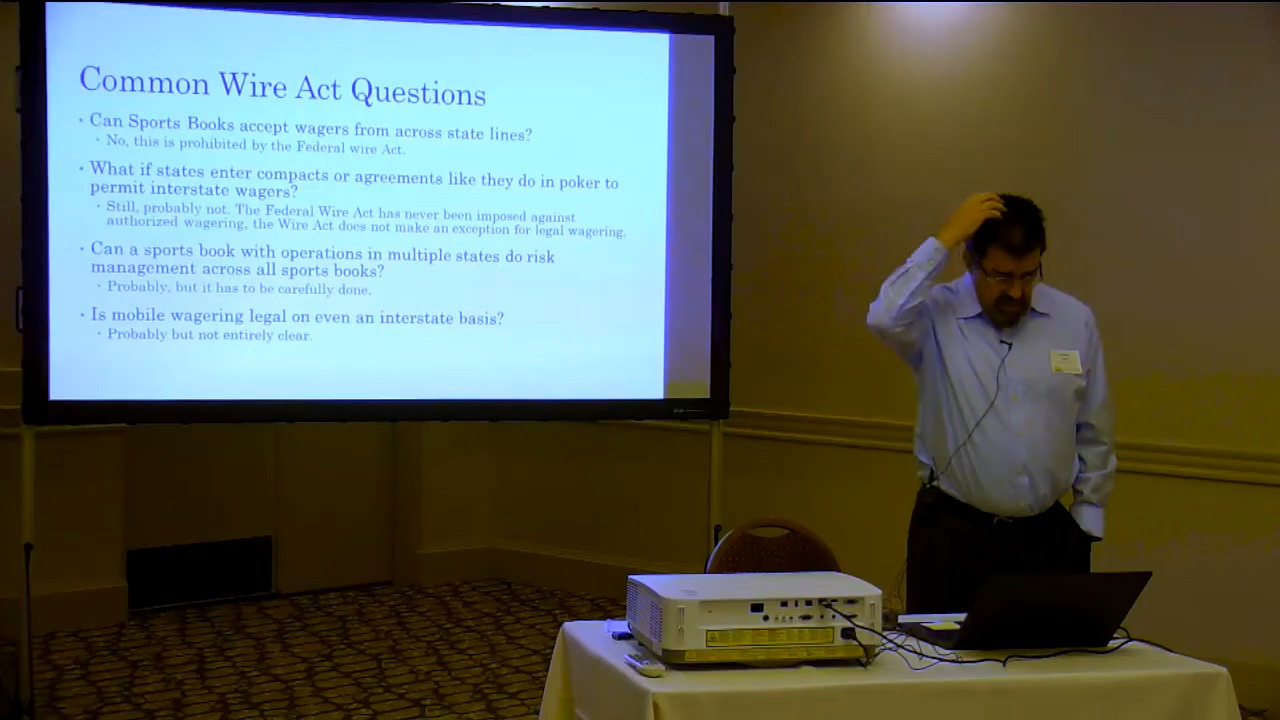 Common Wire Act Questions
• Can Sports Books accept wagers from across state lines?
• No, this is prohibited by the Federal wire Act.
• What if states enter compacts or agreements like they do in poker to
permit interstate wagers?
• Still, probably not. The Federal Wire Act has never been imposed against
authorized wagering, the Wire Act does not make an exception for legal wagering.
• Can a sports book with operations in multiple states do risk
management across all sports books?
• Probably, but it has to be carefully done.
• Is mobile wagering legal on even an interstate basis?
• Probably but not entirely clear.